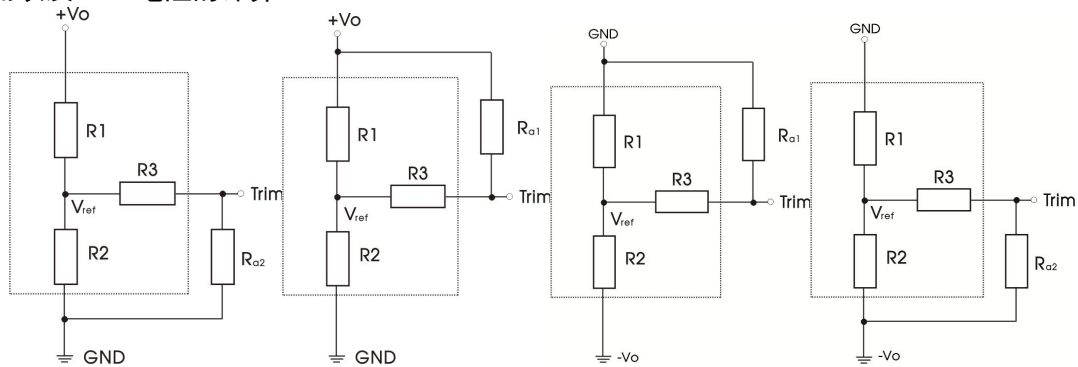 +Vo
R1
R3
Trim
Vref
R2
Ra2
GND
+Vo
R1
Ra1
R3
Trim
Vref
R2
GND
GND
R1
Ra1
R3
Trim
Vref
R2
-Vo
GND
R1
R3
Trim
Vref
R2
Ra2
-Vo